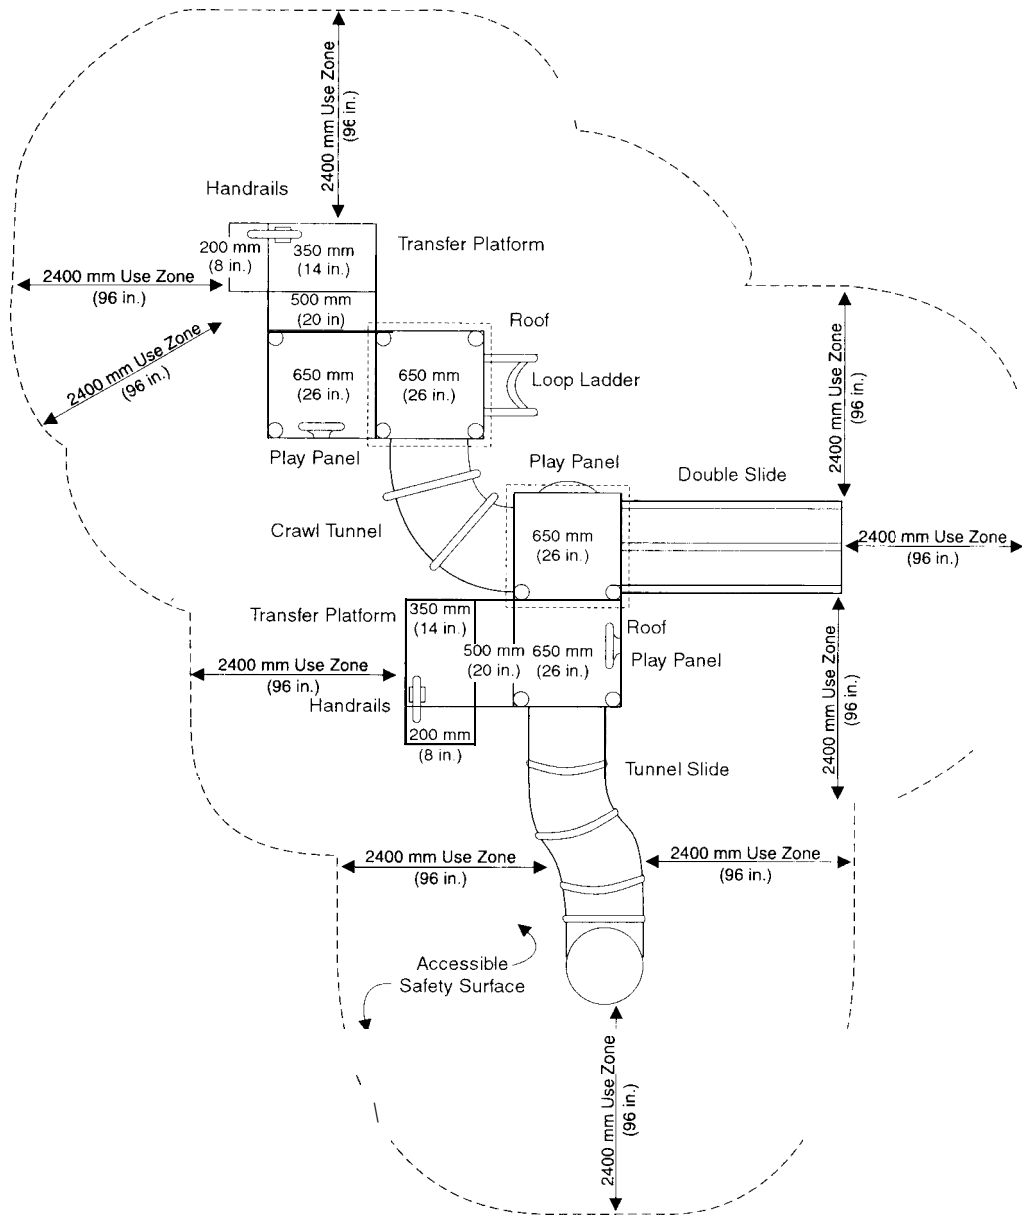 2400 mm Use Zone
(96 in.)
Handrails
200 mm
(8 in.)
350 mm
(14 in.)
Transfer Platform
2400 mm Use Zone
(96 in.)
500 mm
(20 in)
Roof
2400 mm Use Zone
(96 in.)
650 mm
(26 in.)
650 mm
(26 in.)
Loop Ladder
2400 mm Use Zone
(96 in.)
Play Panel
Play Panel
Double Slide
Crawl Tunnel
650 mm
(26 in.)
2400 mm Use Zone
(96 in.)
Transfer Platform
350 mm
(14 in.)
Roof
500 mm
(20 in.)
650 mm
(26 in.)
Play Panel
2400 mm Use Zone
(96 in.)
2400 mm Use Zone
(96 in.)
Handrails
200 mm
(8 in.)
Tunnel Slide
2400 mm Use Zone
(96 in.)
2400 mm Use Zone
(96 in.)
Accessible
Safety Surface
2400 mm Use Zone
(96 in.)